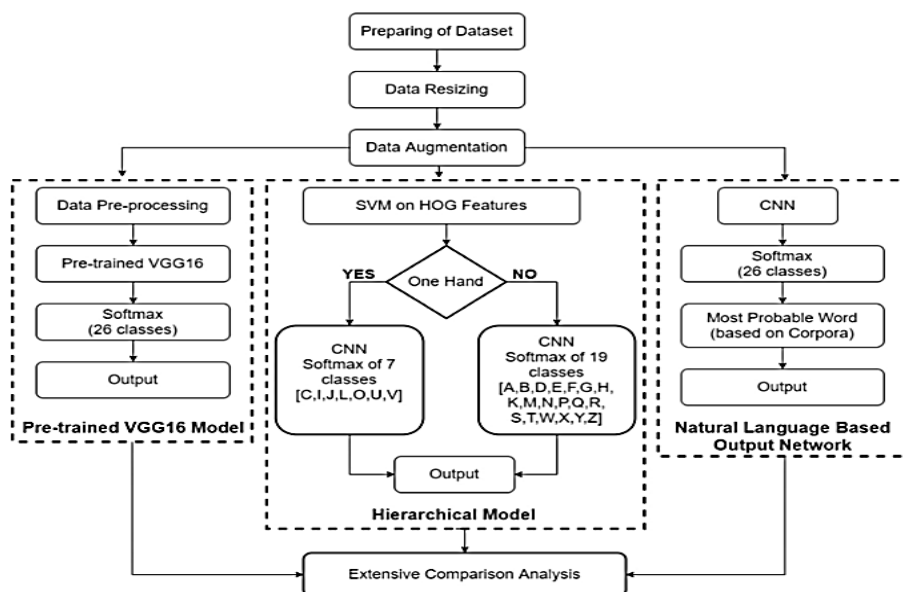 Preparing of Dataset
Data Resizing
Data Augmentation
Data Pre-processing
Pre-trained VGG16
Softmax
(26 classes)
Output
Pre-trained VGG16 Model
SVM on HOG Features
One Hand
YES
NO
CNN
Softmax of 7
classes
[C,I,J,L,O,U,V]
CNN
Softmax of 19
classes
[A,B,D,E,F,G,H,
K,M,N,P,Q,R,
S,T,W,X,Y,Z]
Output
Hierarchical Model
CNN
Softmax
(26 classes)
Most Probable Word
(based on Corpora)
Output
Natural Language Based
Output Network
Extensive Comparison Analysis